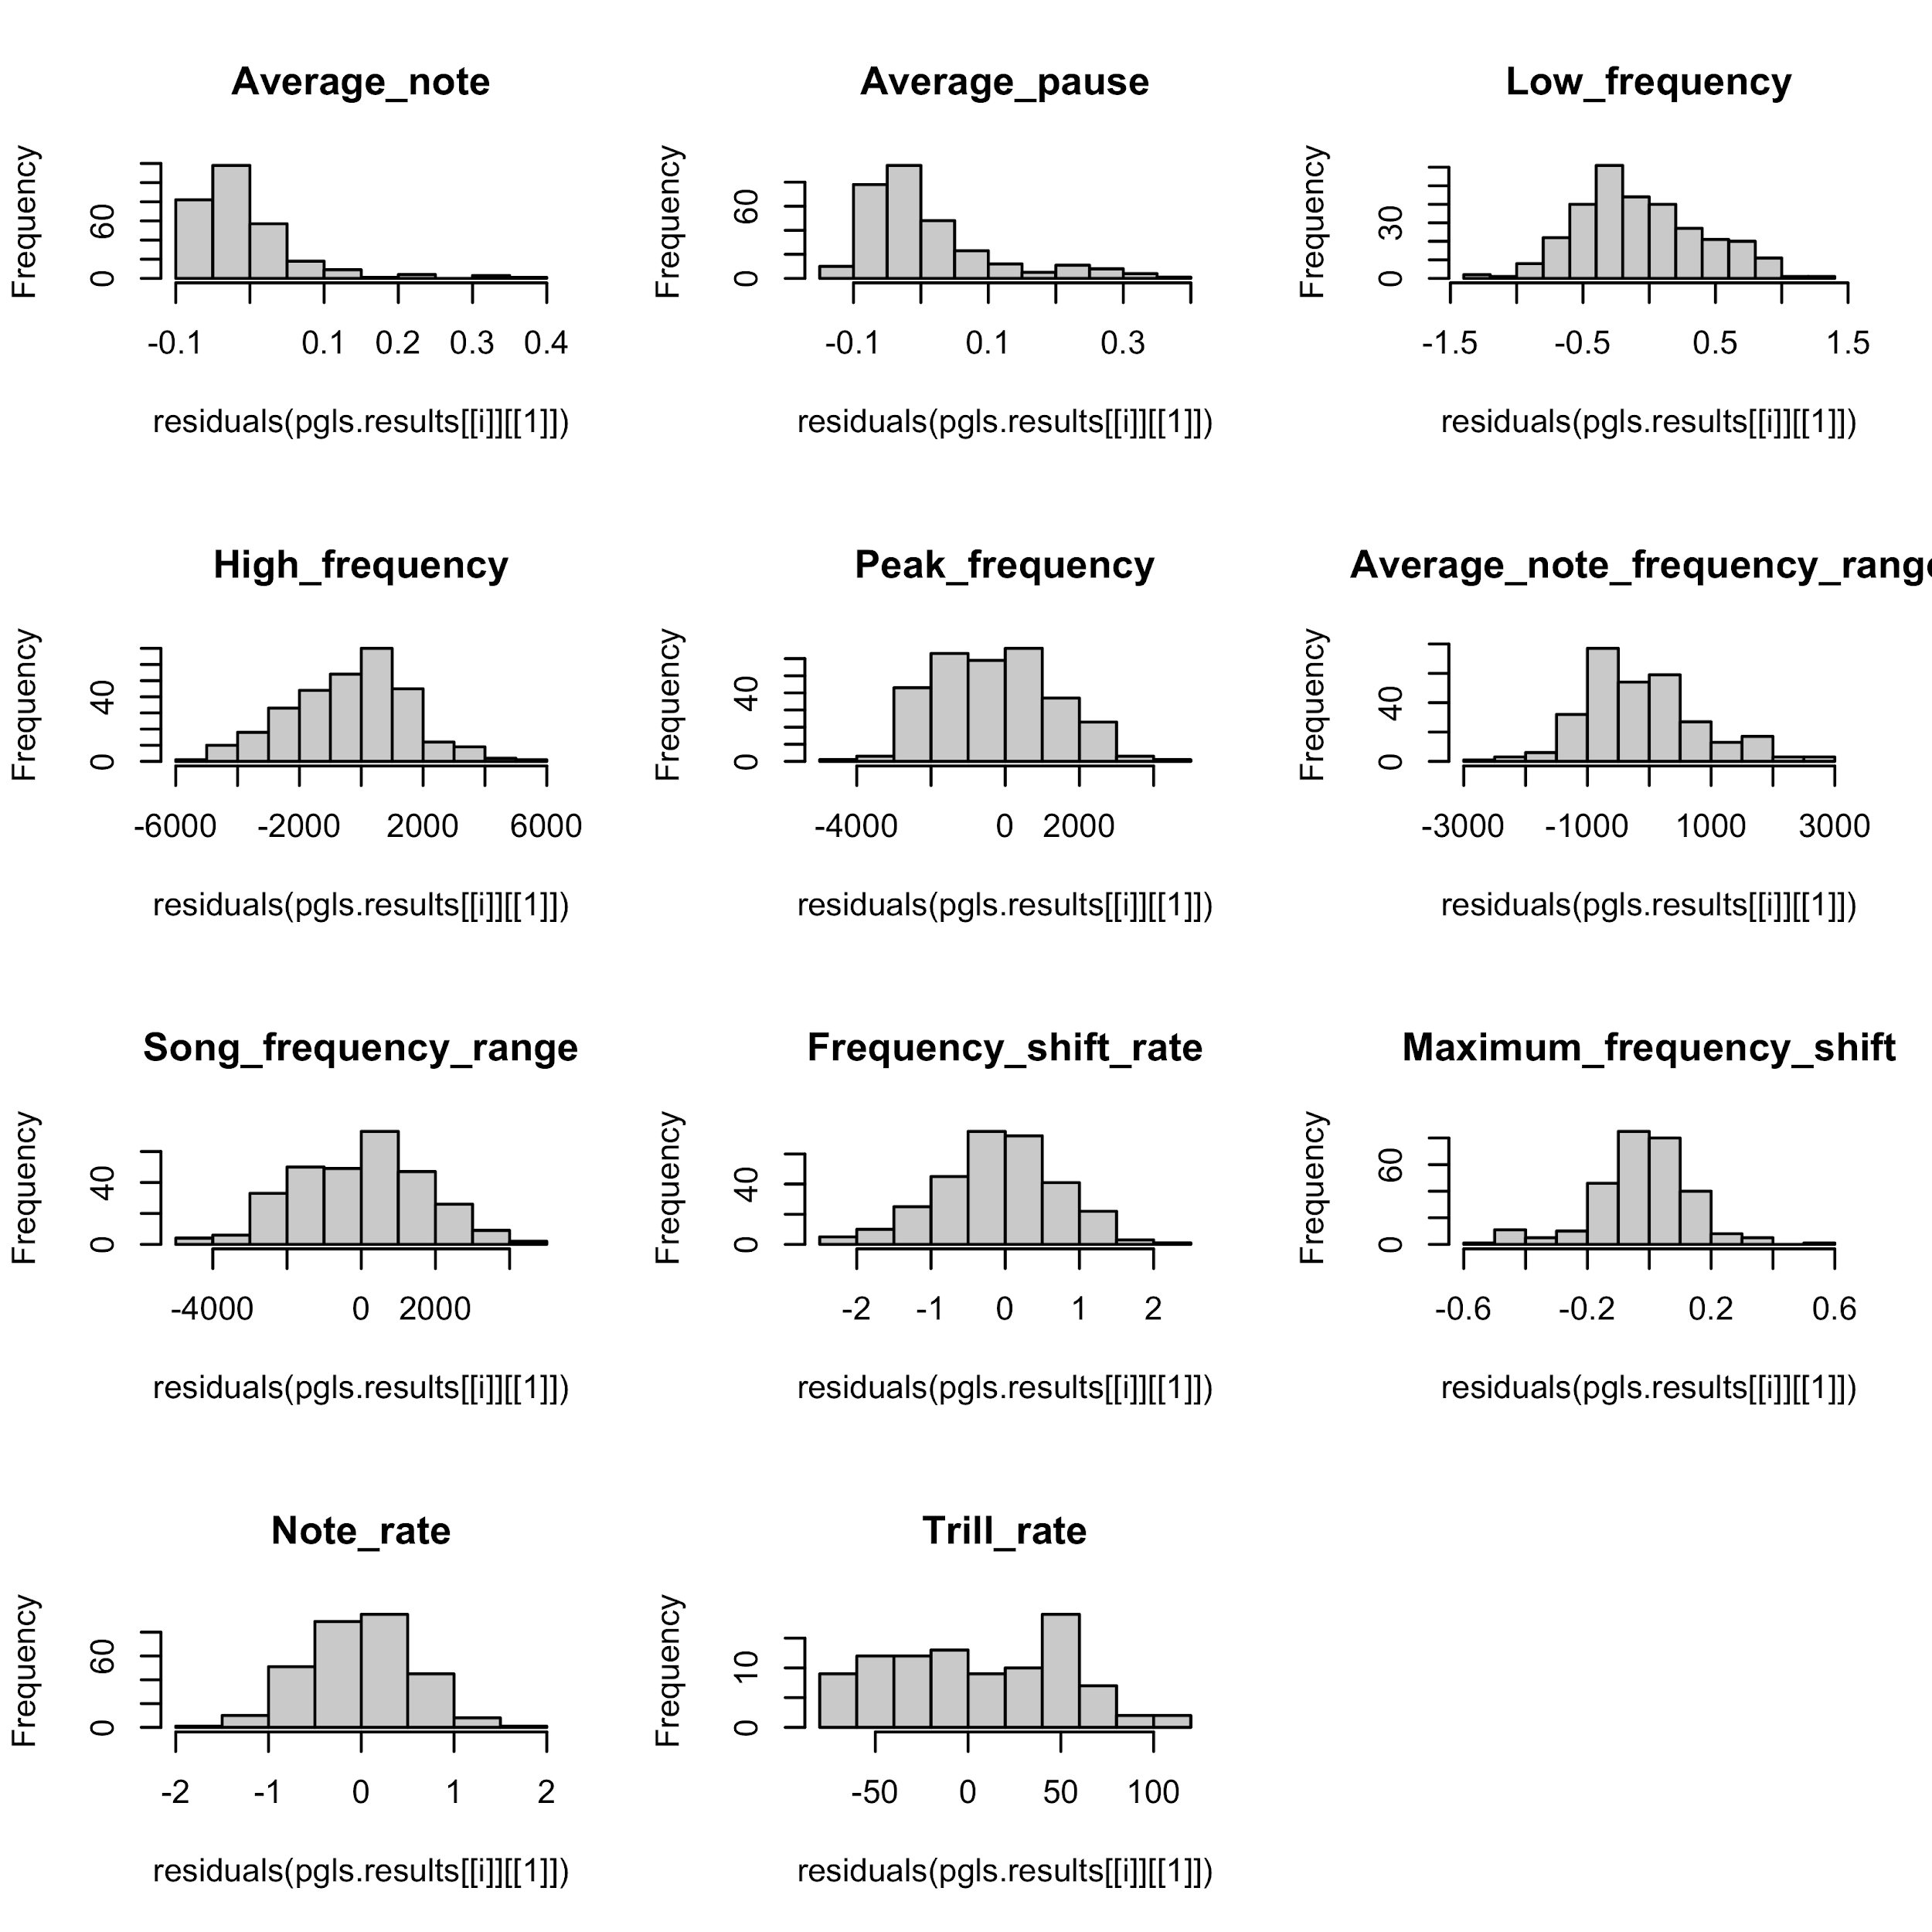 Average_note
Frequency
0 60
-0.1 0.1 0.2 0.3 0.4
residuals(pgls.results[[i]][[1]])
Average_pause
Frequency
0 60
-0.1 0.1 0.3
residuals(pgls.results[[i]][[1]])
Low_frequency
Frequency
0 30
-1.5 -0.5 0.5 1.5
residuals(pgls.results[[i]][[1]])
High_frequency
Frequency
0 40
-6000 -2000 2000 6000
residuals(pgls.results[[i]][[1]])
Peak_frequency
Frequency
0 40
-4000 0 2000
residuals(pgls.results[[i]][[1]])
Average_note_frequency_range
Frequency
0 40
-3000 -1000 1000 3000
residuals(pgls.results[[i]][[1]])
Song_frequency_range
Frequency
0 40
-4000 0 2000
residuals(pgls.results[[i]][[1]])
Frequency_shift_rate
Frequency
0 40
-2 -1 0 1 2
residuals(pgls.results[[i]][[1]])
Maximum_frequency_shift
Frequency
0 60
-0.6 -0.2 0.2 0.6
residuals(pgls.results[[i]][[1]])
Note_rate
Frequency
0 60
-2 -1 0 1 2
residuals(pgls.results[[i]][[1]])
Trill_rate
Frequency
0 10
-50 0 50 100
residuals(pgls.results[[i]][[1]])